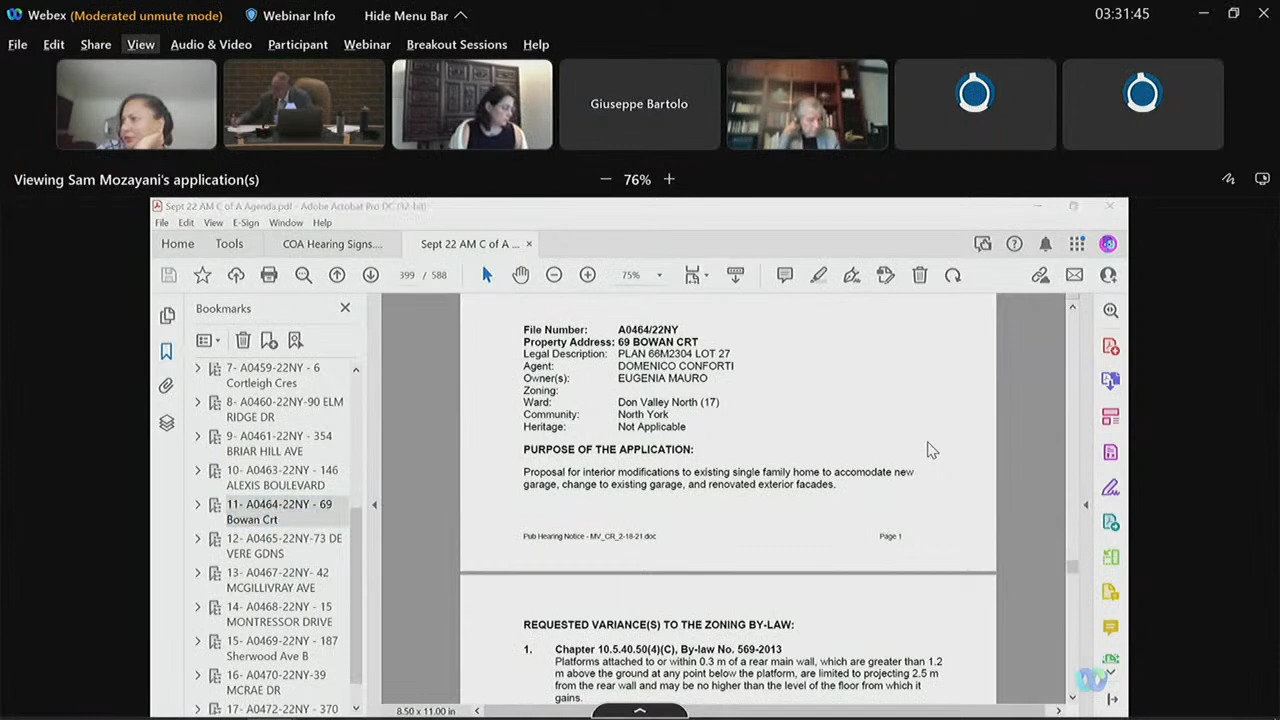 Webex (Moderated unmute mode) Webinar Info Hide Menu Bar 03:31:45
File Edit Share View Audio & Video Participant Webinar Breakout Sessions Help
Giuseppe Bartolo
Viewing Sam Mozayani's application(s) 76%
Sept 22 AM C of A Agenda.pdf - Adobe Acrobat Pro DC (32-bit)
File Edit View E-Sign Window Help
Home Tools COA Hearing Signs.... Sept 22 AM C of A ... ×
399 / 588 75%
Bookmarks
7- A0459-22NY - 6
Cortleigh Cres
8- A0460-22NY-90 ELM
RIDGE DR
9- A0461-22NY - 354
BRIAR HILL AVE
10- A0463-22NY - 146
ALEXIS BOULEVARD
11- A0464-22NY - 69
Bowan Crt
12- A0465-22NY-73 DE
VERE GDNS
13- A0467-22NY- 42
MCGILLIVRAY AVE
14- A0468-22NY - 15
MONTRESSOR DRIVE
15- A0469-22NY - 187
Sherwood Ave B
16- A0470-22NY-39
MCRAE DR
17- A0472-22NY - 370
File Number: A0464/22NY
Property Address: 69 BOWAN CRT
Legal Description: PLAN 66M2304 LOT 27
Agent: DOMENICO CONFORTI
Owner(s): EUGENIA MAURO
Zoning:
Ward: Don Valley North (17)
Community: North York
Heritage: Not Applicable
PURPOSE OF THE APPLICATION:
Proposal for interior modifications to existing single family home to accomodate new
garage, change to existing garage, and renovated exterior facades.
Pub Hearing Notice - MV_CR_2-18-21.doc Page 1
REQUESTED VARIANCE(S) TO THE ZONING BY-LAW:
1. Chapter 10.5.40.50(4)(C), By-law No. 569-2013
Platforms attached to or within 0.3 m of a rear main wall, which are greater than 1.2
m above the ground at any point below the platform, are limited to projecting 2.5 m
from the rear wall and may be no higher than the level of the floor from which it
gains.
8.50 x 11.00 in